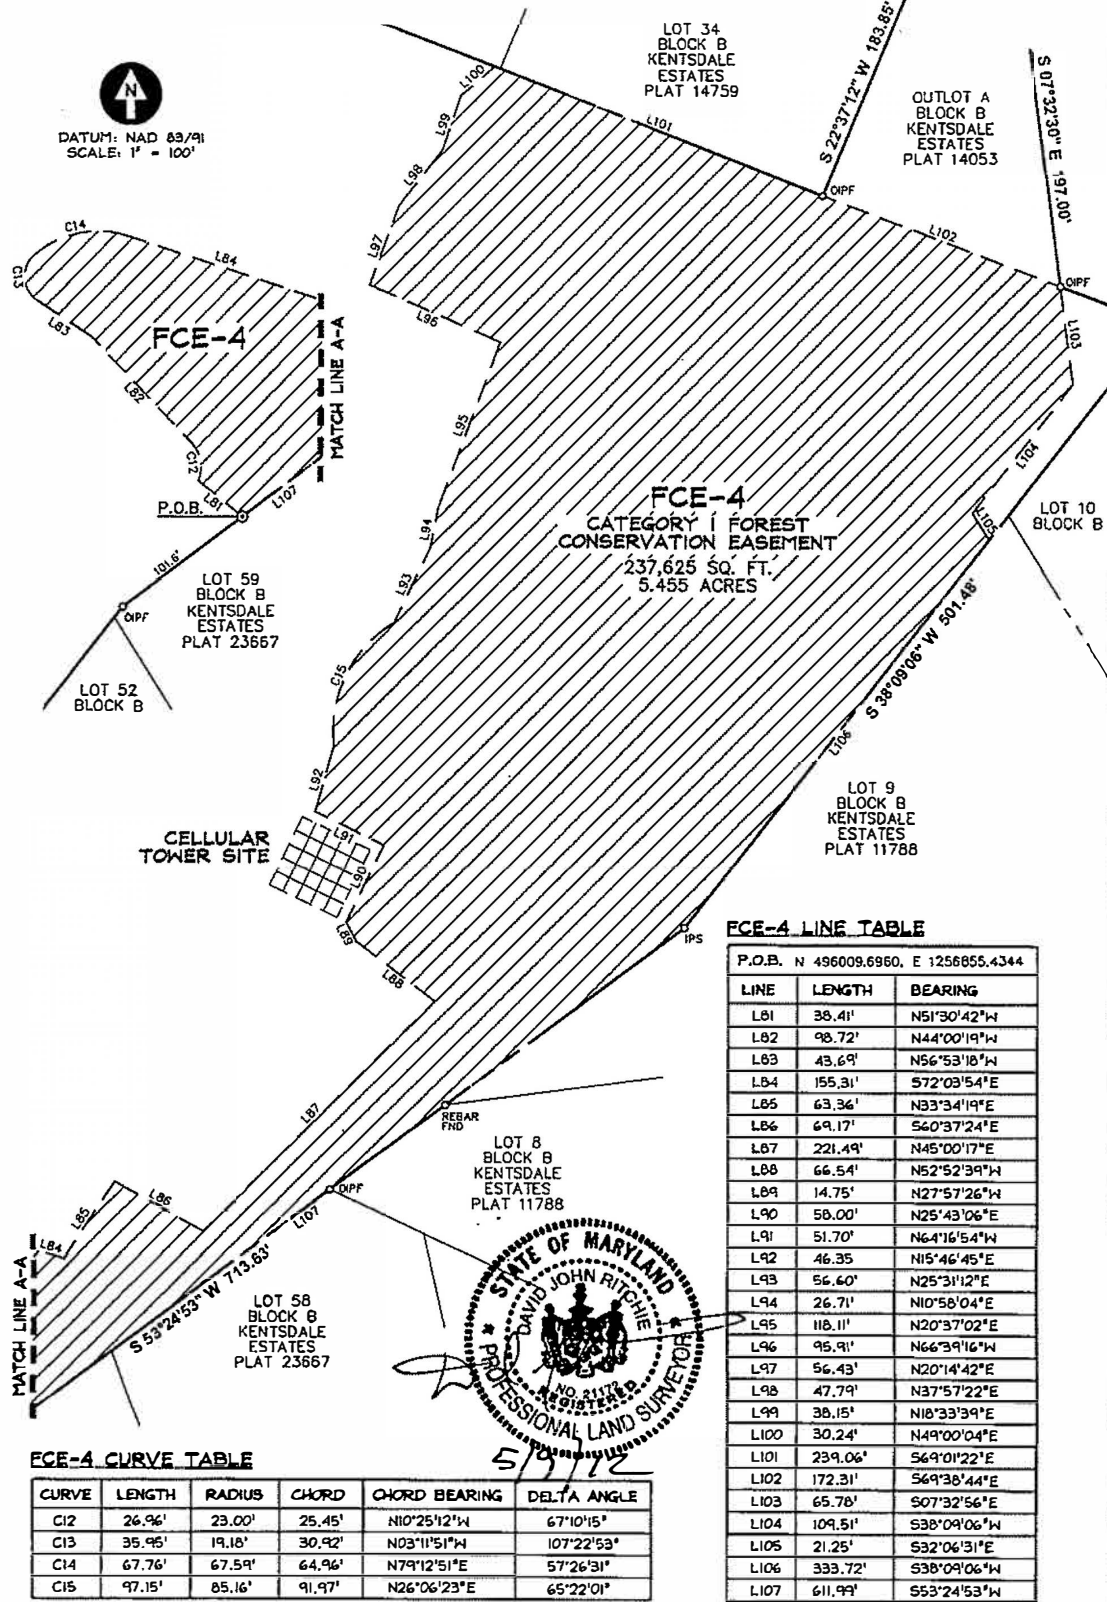 LOT 34
BLOCK B
KENTSDALE
ESTATES
PLAT 14759
S 22°37'12" W 183.85'
OUTLOT A
BLOCK B
KENTSDALE
ESTATES
PLAT 14053
S 07°32'30" E 197.00'
N
DATUM: NAD 83/91
SCALE: 1" = 100'
L100
L101
L99
L98
L97
L96
OIPF
L102
OIPF
L103
C14
C13
L84
L83
FCE-4
L82
MATCH LINE A-A
C12
L81
L107
P.O.B.
101.6'
OIPF
LOT 59
BLOCK B
KENTSDALE
ESTATES
PLAT 23667
LOT 52
BLOCK B
L95
L94
L93
C15
L92
FCE-4
CATEGORY I FOREST
CONSERVATION EASEMENT
237,625 SQ. FT.
5.455 ACRES
L104
L105
LOT 10
BLOCK B
S 38°09'06" W 501.48'
L106
LOT 9
BLOCK B
KENTSDALE
ESTATES
PLAT 11788
CELLULAR
TOWER SITE
L91
L90
L89
L88
IPS
L87
REBAR
FND
OIPF
L107
LOT 8
BLOCK B
KENTSDALE
ESTATES
PLAT 11788
L86
L85
L84
MATCH LINE A-A
S 53°24'53" W 713.63'
LOT 58
BLOCK B
KENTSDALE
ESTATES
PLAT 23667
STATE OF MARYLAND
DAVID JOHN RITCHIE
NO. 21172
REGISTERED
PROFESSIONAL LAND SURVEYOR
5/9/12
FCE-4 LINE TABLE
P.O.B. N 496009.6960, E 1256855.4344
LINE LENGTH BEARING
L81 38.41' N51°30'42"W
L82 98.72' N44°00'19"W
L83 43.69' N56°53'18"W
L84 155.31' S72°03'54"E
L85 63.36' N33°34'19"E
L86 69.17' S60°37'24"E
L87 221.49' N45°00'17"E
L88 66.54' N52°52'39"W
L89 14.75' N27°57'26"W
L90 58.00' N25°43'06"E
L91 51.70' N64°16'54"W
L92 46.35 N15°46'45"E
L93 56.60' N25°31'12"E
L94 26.71' N10°58'04"E
L95 118.11' N20°37'02"E
L96 95.91' N66°39'16"W
L97 56.43' N20°14'42"E
L98 47.79' N37°57'22"E
L99 38.15' N18°33'39"E
L100 30.24' N49°00'04"E
L101 239.06' S69°01'22"E
L102 172.31' S69°38'44"E
L103 65.78' S07°32'56"E
L104 109.51' S38°09'06"W
L105 21.25' S32°06'31"E
L106 333.72' S38°09'06"W
L107 611.99' S53°24'53"W
FCE-4 CURVE TABLE
CURVE LENGTH RADIUS CHORD CHORD BEARING DELTA ANGLE
C12 26.96' 23.00' 25.45' N10°25'12"W 67°10'15"
C13 35.95' 19.18' 30.92' N03°11'51"W 107°22'53"
C14 67.76' 67.59' 64.96' N79°12'51"E 57°26'31"
C15 97.15' 85.16' 91.97' N26°06'23"E 65°22'01"